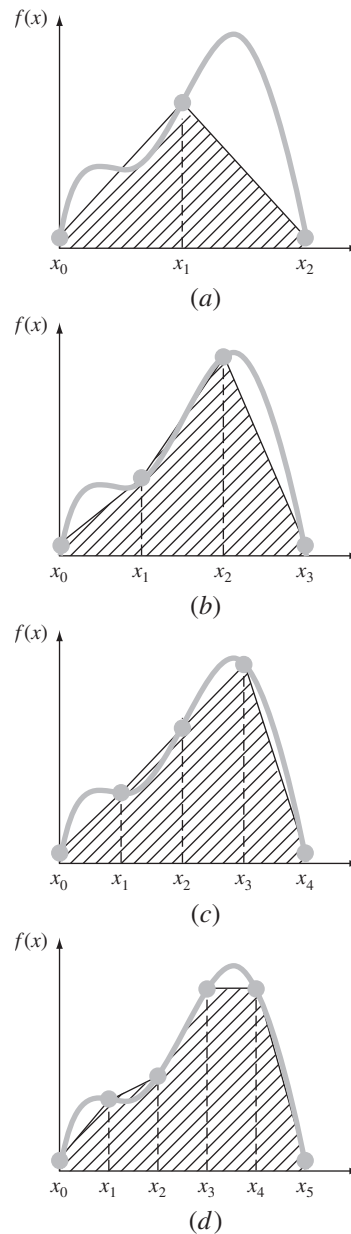 f(x)
x₀ x₁ x₂
(a)
f(x)
x₀ x₁ x₂ x₃
(b)
f(x)
x₀ x₁ x₂ x₃ x₄
(c)
f(x)
x₀ x₁ x₂ x₃ x₄ x₅
(d)